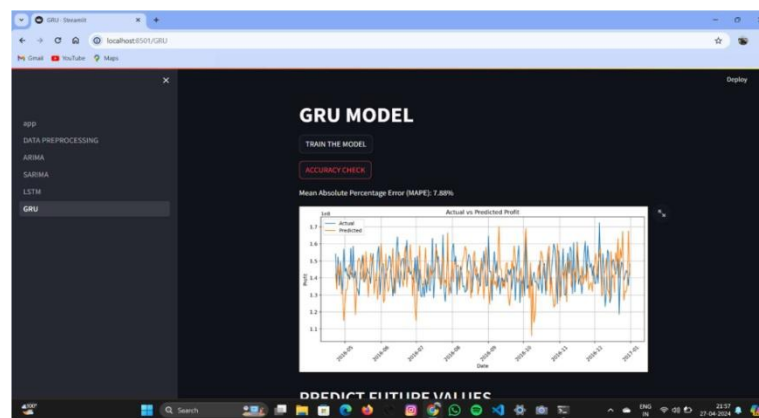 GRU · Streamlit
localhost:8501/GRU
Gmail YouTube Maps
Deploy
app
DATA PREPROCESSING
ARIMA
SARIMA
LSTM
GRU
GRU MODEL
TRAIN THE MODEL
ACCURACY CHECK
Mean Absolute Percentage Error (MAPE): 7.88%
Actual vs Predicted Profit
1e6
Actual
Predicted
1.7
1.6
1.5
1.4
1.3
1.2
1.1
Profit
2016-05 2016-06 2016-07 2016-08 2016-09 2016-10 2016-11 2016-12 2017-01
Date
PREDICT FUTURE VALUES
Search
ENG
IN
21:57
27-04-2024